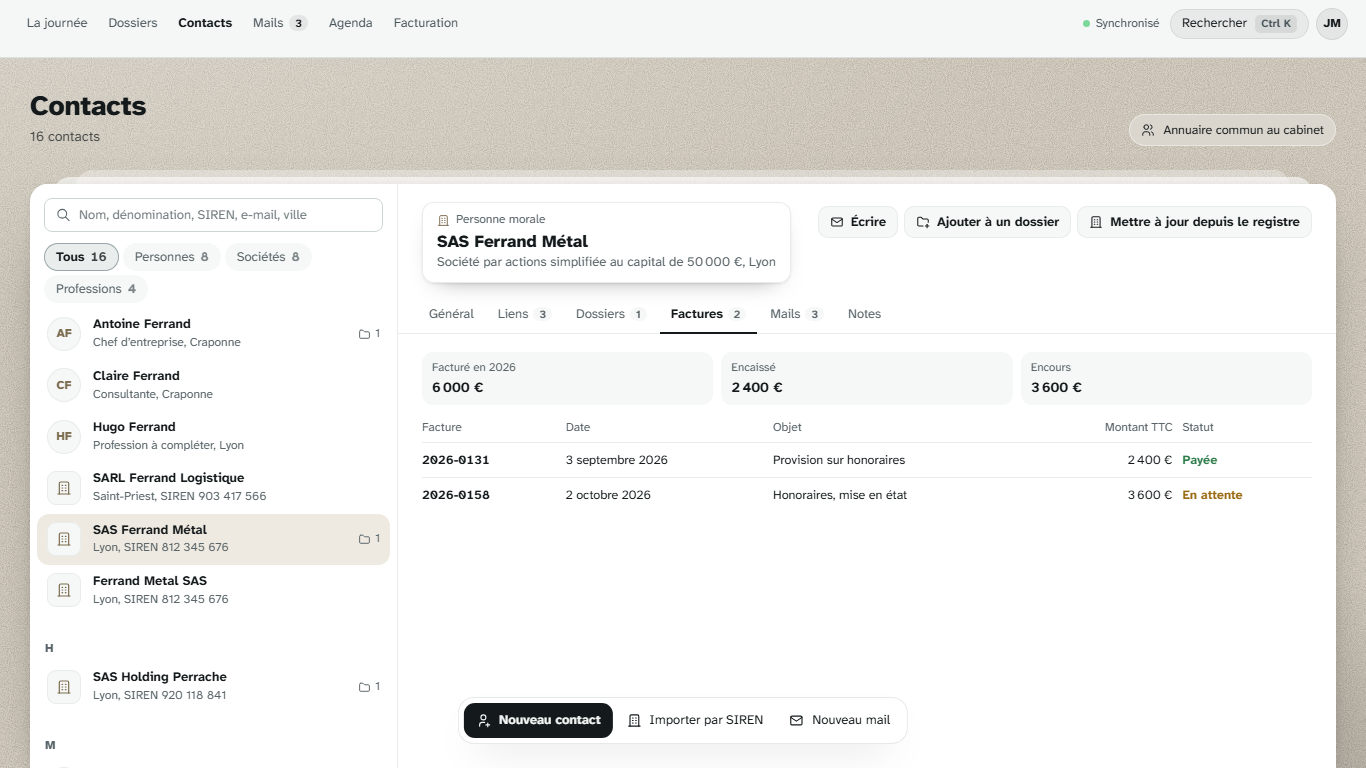 La journée
Dossiers
Contacts
Mails 3
Agenda
Facturation
Synchronisé
Rechercher Ctrl K
JM
Contacts
16 contacts
Annuaire commun au cabinet
Nom, dénomination, SIREN, e-mail, ville
Tous 16
Personnes 8
Sociétés 8
Professions 4
AF
Antoine Ferrand
Chef d'entreprise, Craponne
1
CF
Claire Ferrand
Consultante, Craponne
HF
Hugo Ferrand
Profession à compléter, Lyon
SARL Ferrand Logistique
Saint-Priest, SIREN 903 417 566
SAS Ferrand Métal
Lyon, SIREN 812 345 676
1
Ferrand Metal SAS
Lyon, SIREN 812 345 676
H
SAS Holding Perrache
Lyon, SIREN 920 118 841
1
M
Personne morale
SAS Ferrand Métal
Société par actions simplifiée au capital de 50 000 €, Lyon
Écrire
Ajouter à un dossier
Mettre à jour depuis le registre
Général
Liens 3
Dossiers 1
Factures 2
Mails 3
Notes
Facturé en 2026
6 000 €
Encaissé
2 400 €
Encours
3 600 €
Facture Date Objet Montant TTC Statut
2026-0131 3 septembre 2026 Provision sur honoraires 2 400 € Payée
2026-0158 2 octobre 2026 Honoraires, mise en état 3 600 € En attente
Nouveau contact
Importer par SIREN
Nouveau mail